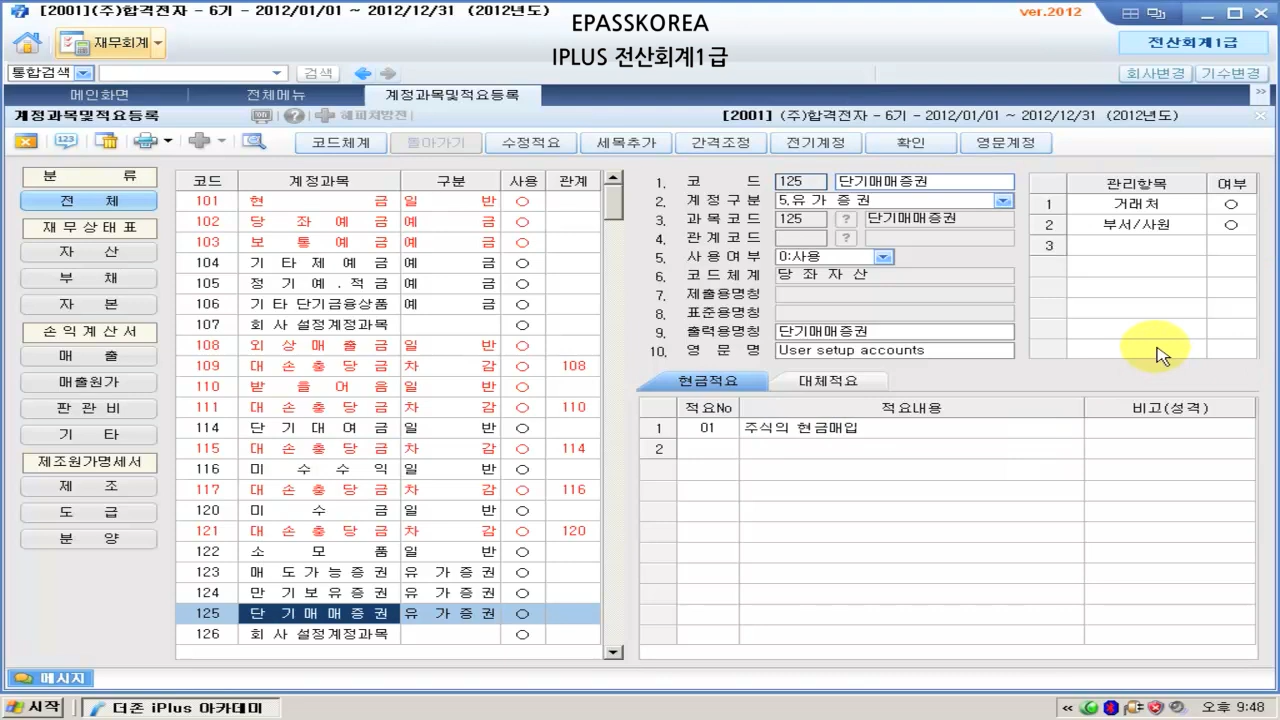 [2001](주)합격전자 - 6기 - 2012/01/01 ~ 2012/12/31 (2012년도)
EPASSKOREA
IPLUS 전산회계1급
ver.2012
재무회계
전산회계1급
통합검색
검색
회사변경
기수변경
메인화면
전체메뉴
계정과목및적요등록
계정과목및적요등록
[2001] (주)합격전자 - 6기 - 2012/01/01 ~ 2012/12/31 (2012년도)
코드체계 돌아가기 수정적요 세목추가 간격조정 전기계정 확인 영문계정
분 류
전 체
재 무 상 태 표
자 산
부 채
자 본
손 익 계 산 서
매 출
매출원가
판 관 비
기 타
제조원가명세서
제 조
도 급
분 양
코드 계정과목 구분 사용 관계
101 현 금 일 반 ○
102 당 좌 예 금 예 금 ○
103 보 통 예 금 예 금 ○
104 기 타 제 예 금 예 금 ○
105 정 기 예 . 적 금 예 금 ○
106 기 타 단기금융상품 예 금 ○
107 회 사 설정계정과목 ○
108 외 상 매 출 금 일 반 ○
109 대 손 충 당 금 차 감 ○ 108
110 받 을 어 음 일 반 ○
111 대 손 충 당 금 차 감 ○ 110
114 단 기 대 여 금 일 반 ○
115 대 손 충 당 금 차 감 ○ 114
116 미 수 수 익 일 반 ○
117 대 손 충 당 금 차 감 ○ 116
120 미 수 금 일 반 ○
121 대 손 충 당 금 차 감 ○ 120
122 소 모 품 일 반 ○
123 매 도 가 능 증 권 유 가 증 권 ○
124 만 기 보 유 증 권 유 가 증 권 ○
125 단 기 매 매 증 권 유 가 증 권 ○
126 회 사 설정계정과목 ○
1. 코 드 125 단기매매증권
2. 계 정 구 분 5.유 가 증 권
3. 과 목 코 드 125 ? 단기매매증권
4. 관 계 코 드 ?
5. 사 용 여 부 0:사용
6. 코 드 체 계 당 좌 자 산
7. 제출용명칭
8. 표준용명칭
9. 출력용명칭 단기매매증권
10. 영 문 명 User setup accounts
관리항목 여부
1 거래처 ○
2 부서/사원 ○
3
현금적요 대체적요
적요No 적요내용 비고(성격)
1 01 주식의 현금매입
2
메시지
시작
더존 iPlus 아카데미
오후 9:48